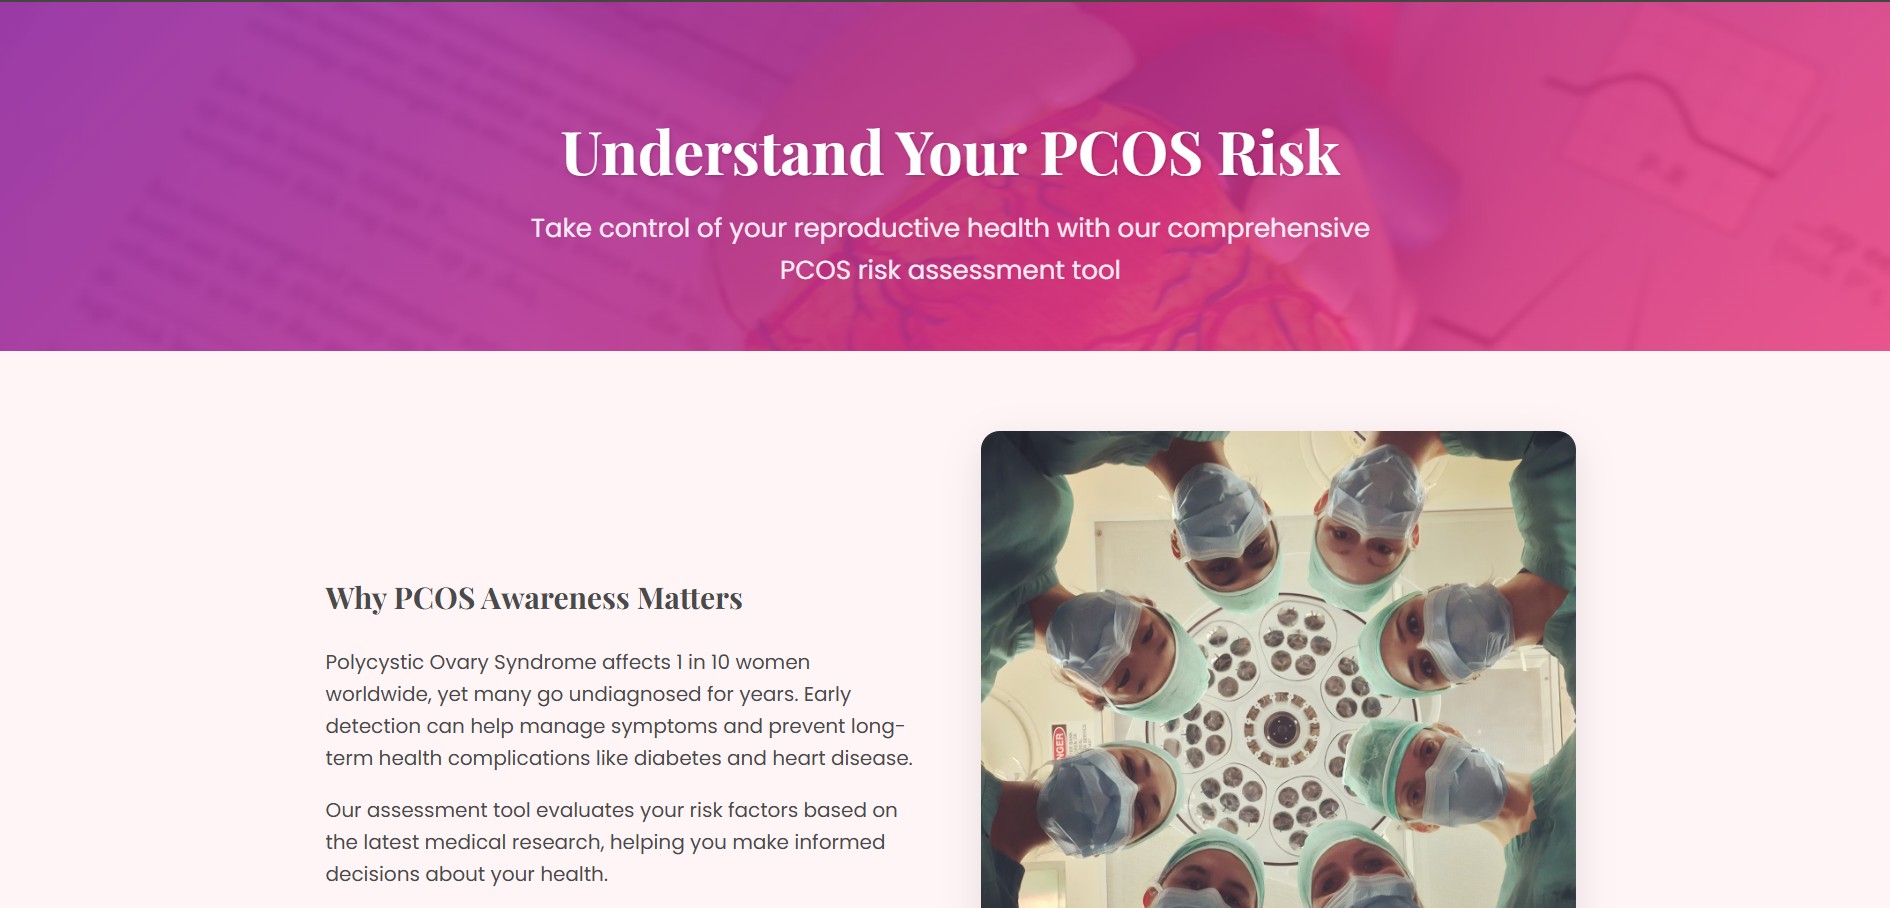 Understand Your PCOS Risk
Take control of your reproductive health with our comprehensive
PCOS risk assessment tool
Why PCOS Awareness Matters
Polycystic Ovary Syndrome affects 1 in 10 women
worldwide, yet many go undiagnosed for years. Early
detection can help manage symptoms and prevent long-
term health complications like diabetes and heart disease.
Our assessment tool evaluates your risk factors based on
the latest medical research, helping you make informed
decisions about your health.
P-R